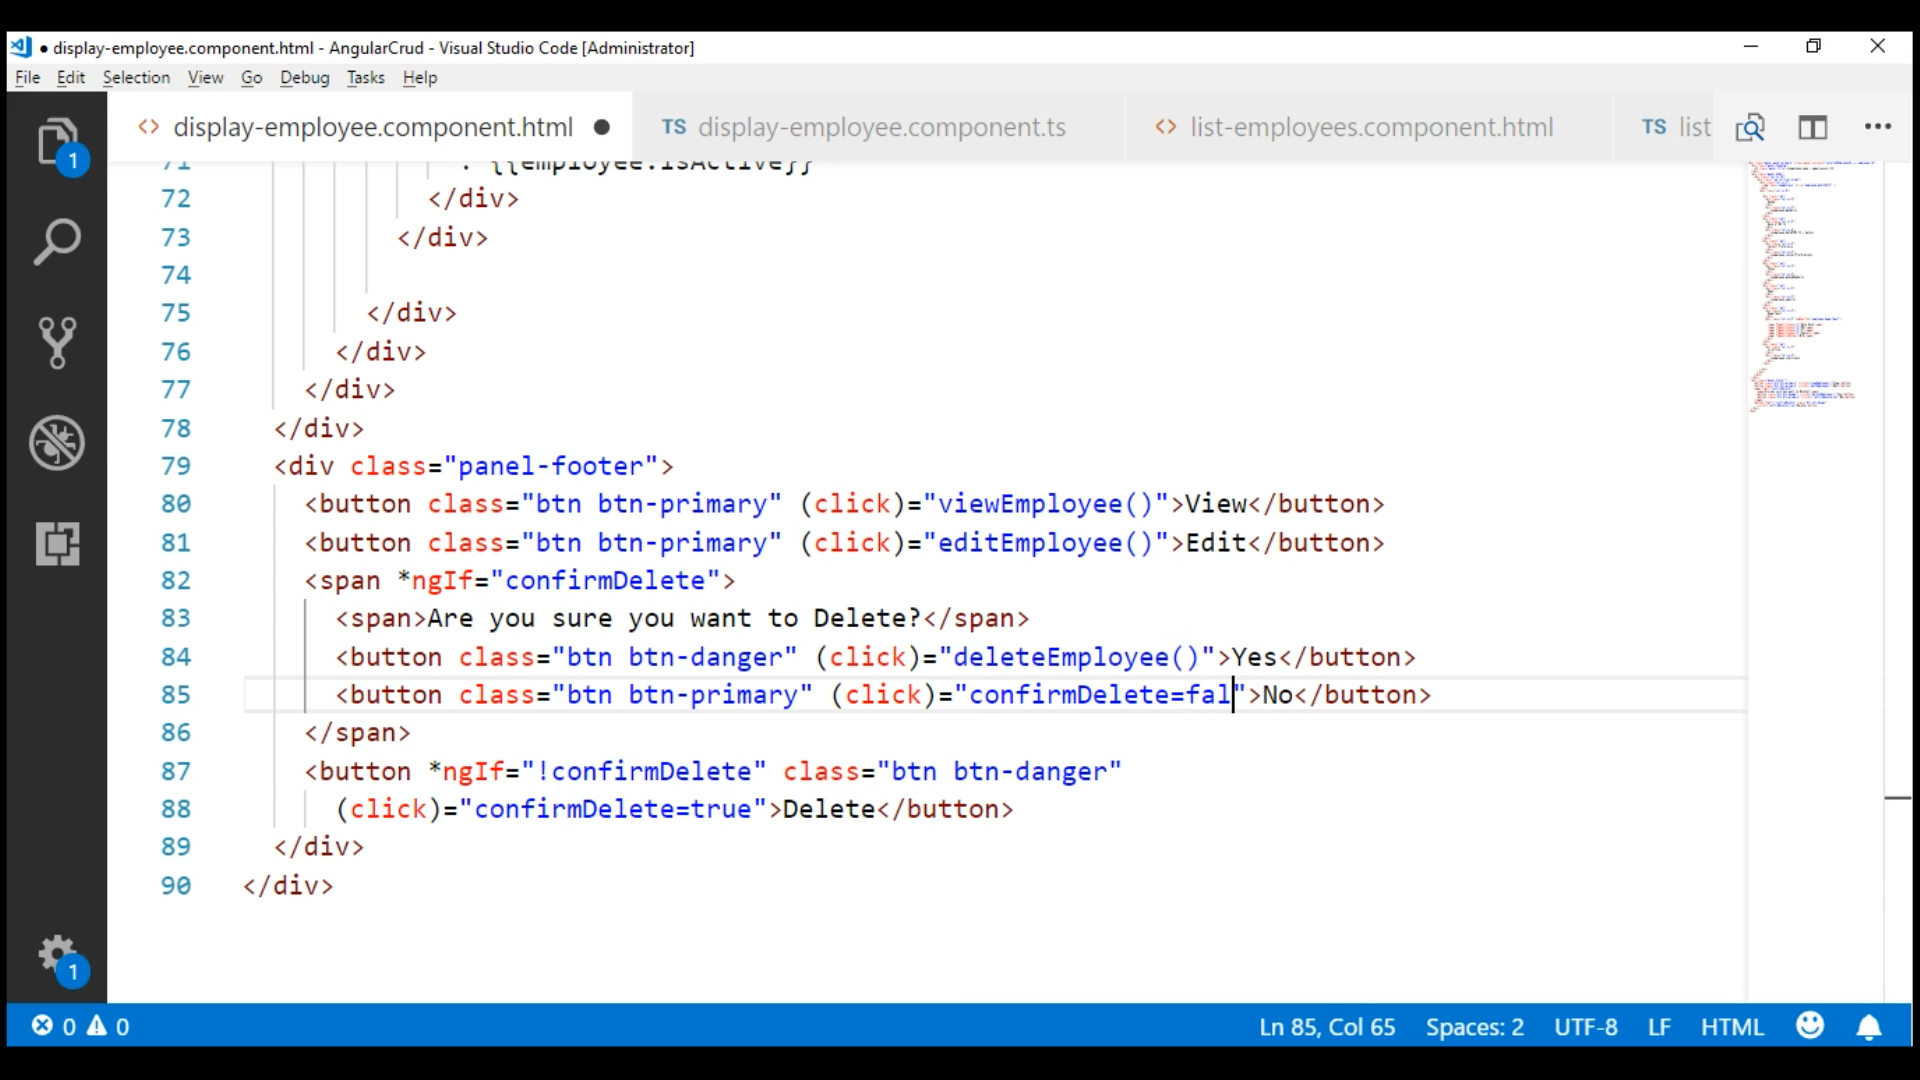 ● display-employee.component.html - AngularCrud - Visual Studio Code [Administrator]
File Edit Selection View Go Debug Tasks Help
<> display-employee.component.html ● TS display-employee.component.ts <> list-employees.component.html TS list
71 : {{employee.isActive}}
72 </div>
73 </div>
74
75 </div>
76 </div>
77 </div>
78 </div>
79 <div class="panel-footer">
80 <button class="btn btn-primary" (click)="viewEmployee()">View</button>
81 <button class="btn btn-primary" (click)="editEmployee()">Edit</button>
82 <span *ngIf="confirmDelete">
83 <span>Are you sure you want to Delete?</span>
84 <button class="btn btn-danger" (click)="deleteEmployee()">Yes</button>
85 <button class="btn btn-primary" (click)="confirmDelete=fal">No</button>
86 </span>
87 <button *ngIf="!confirmDelete" class="btn btn-danger"
88 (click)="confirmDelete=true">Delete</button>
89 </div>
90 </div>
1
1
0 0 Ln 85, Col 65 Spaces: 2 UTF-8 LF HTML